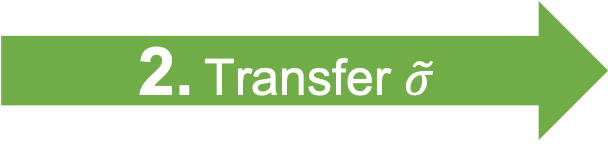 2. Transfer σ̃